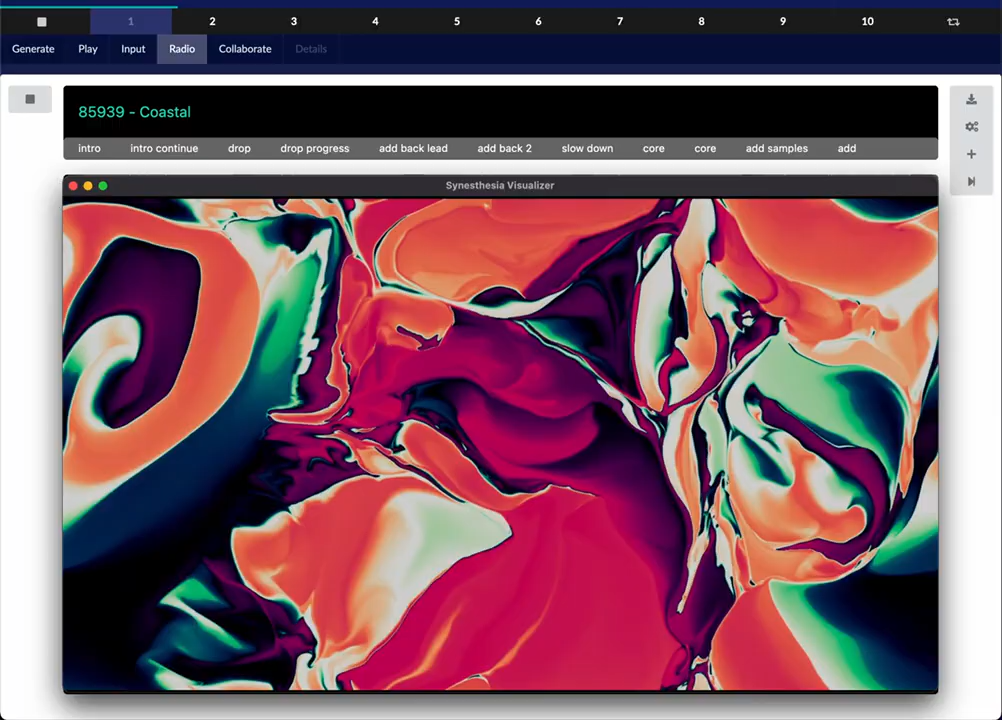 1 2 3 4 5 6 7 8 9 10
Generate Play Input Radio Collaborate Details
85939 - Coastal
intro intro continue drop drop progress add back lead add back 2 slow down core core add samples add
Synesthesia Visualizer